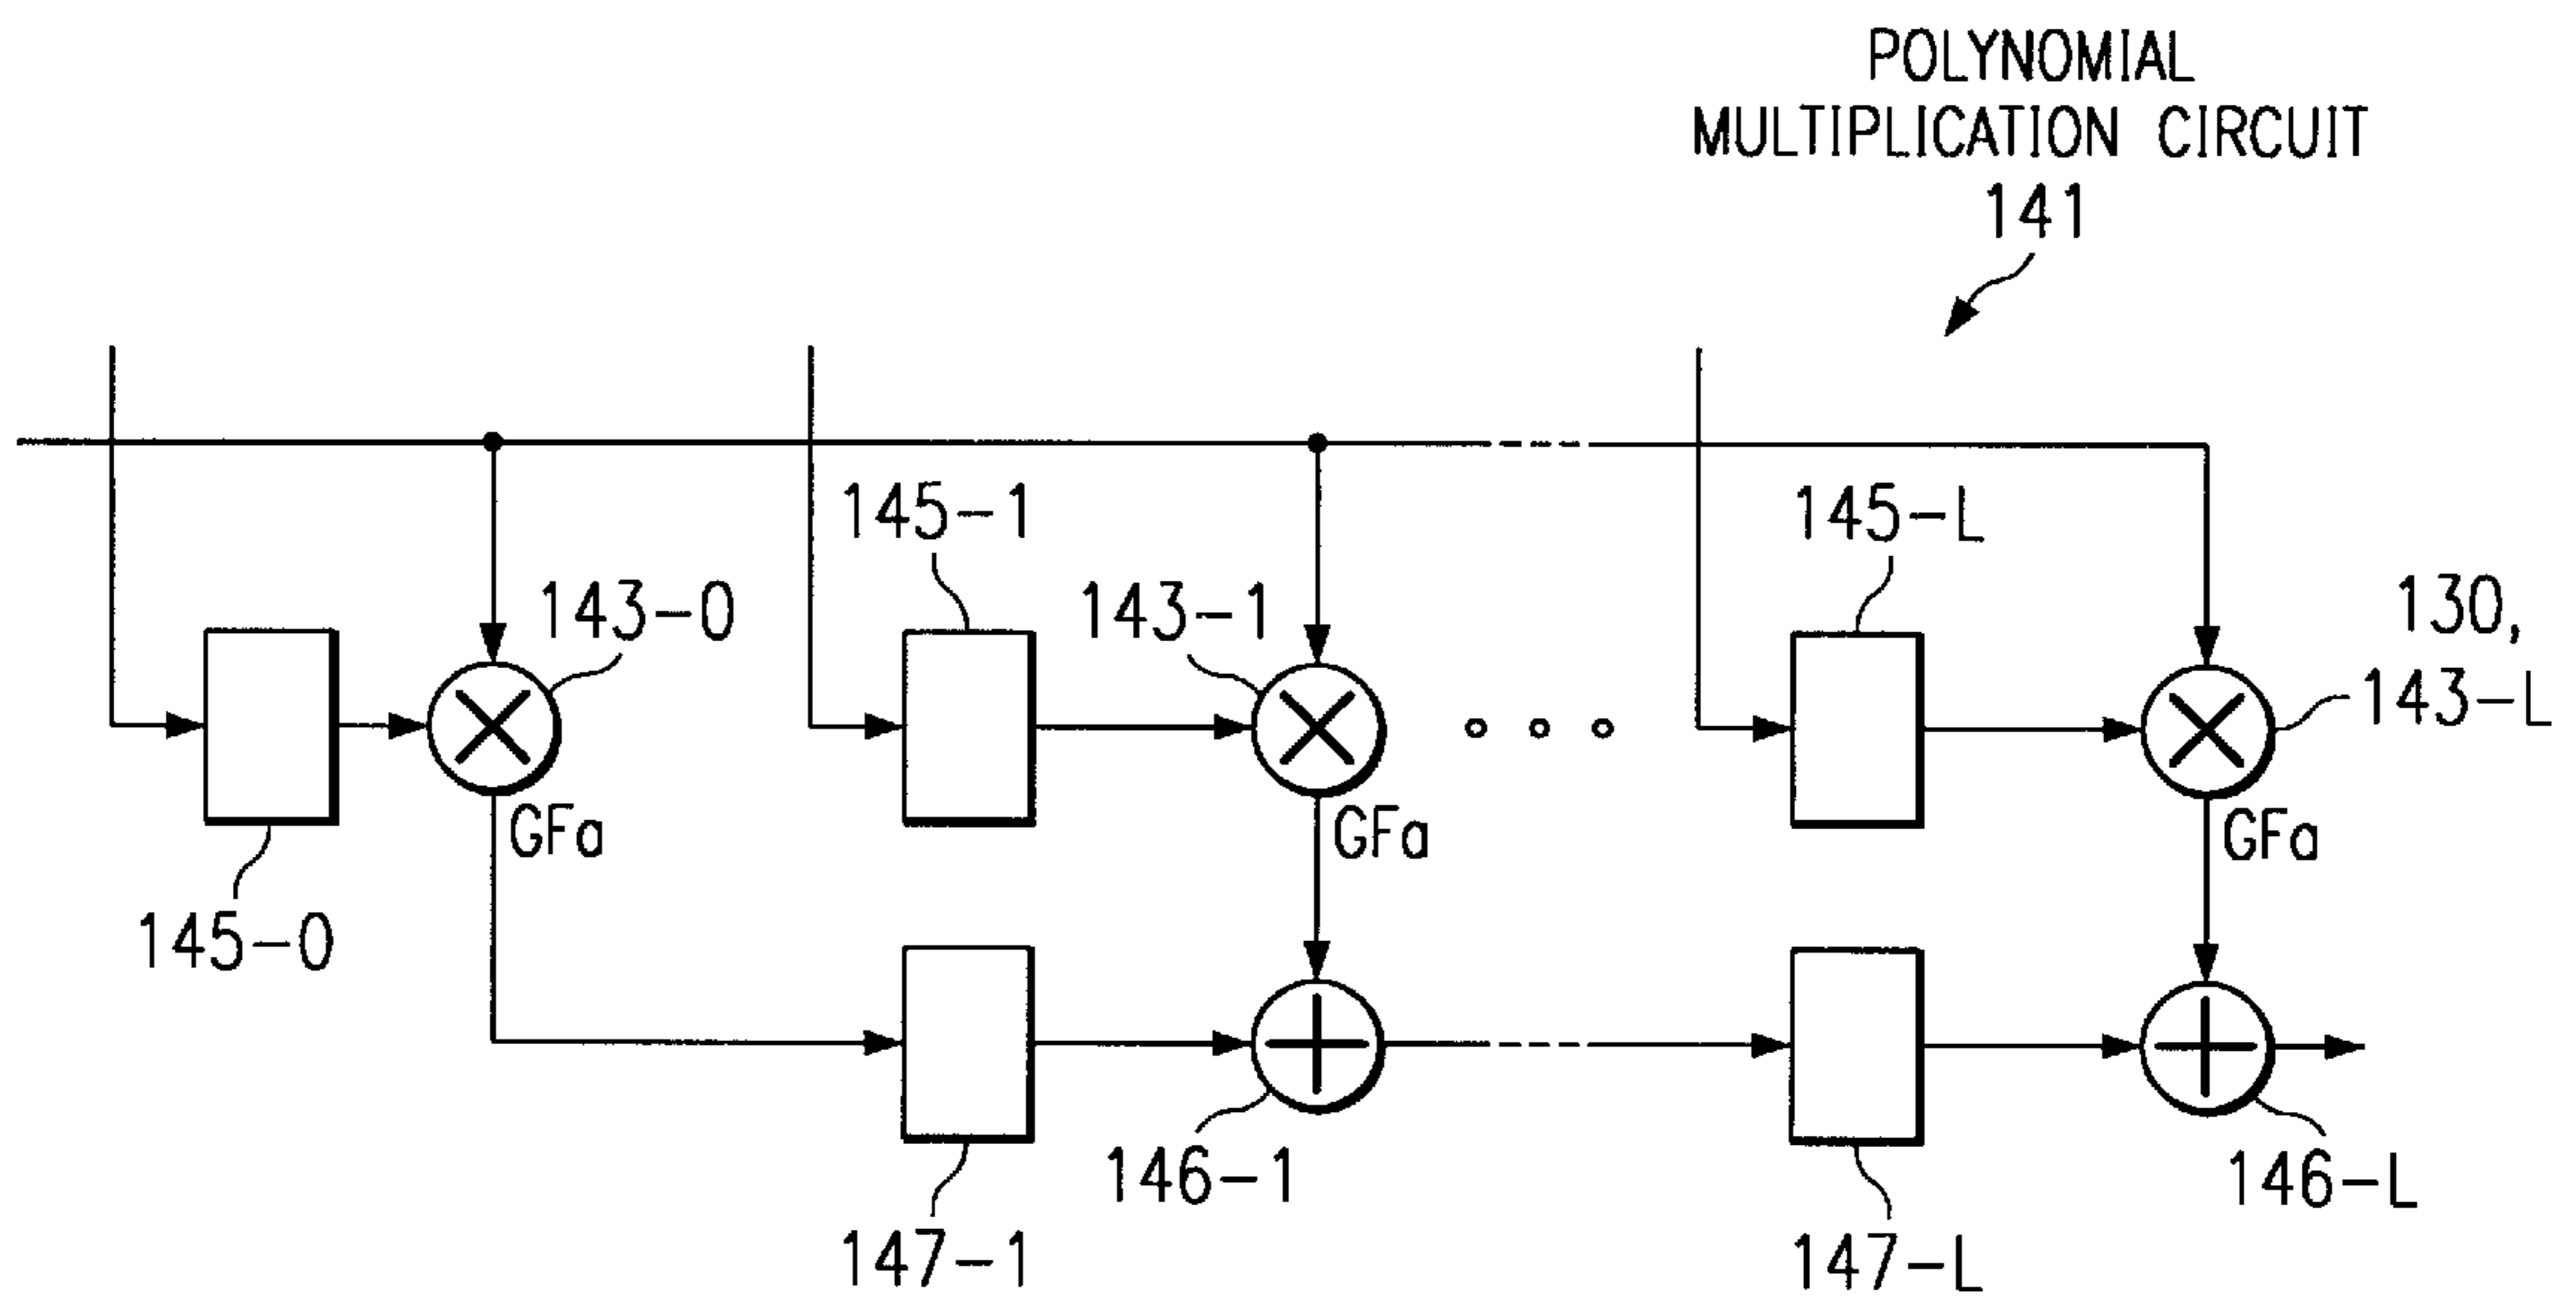 POLYNOMIAL
MULTIPLICATION CIRCUIT
141
145-1
145-L
143-0
143-1
130,
143-L
GFa
GFa
GFa
145-0
146-1
146-L
147-1
147-L